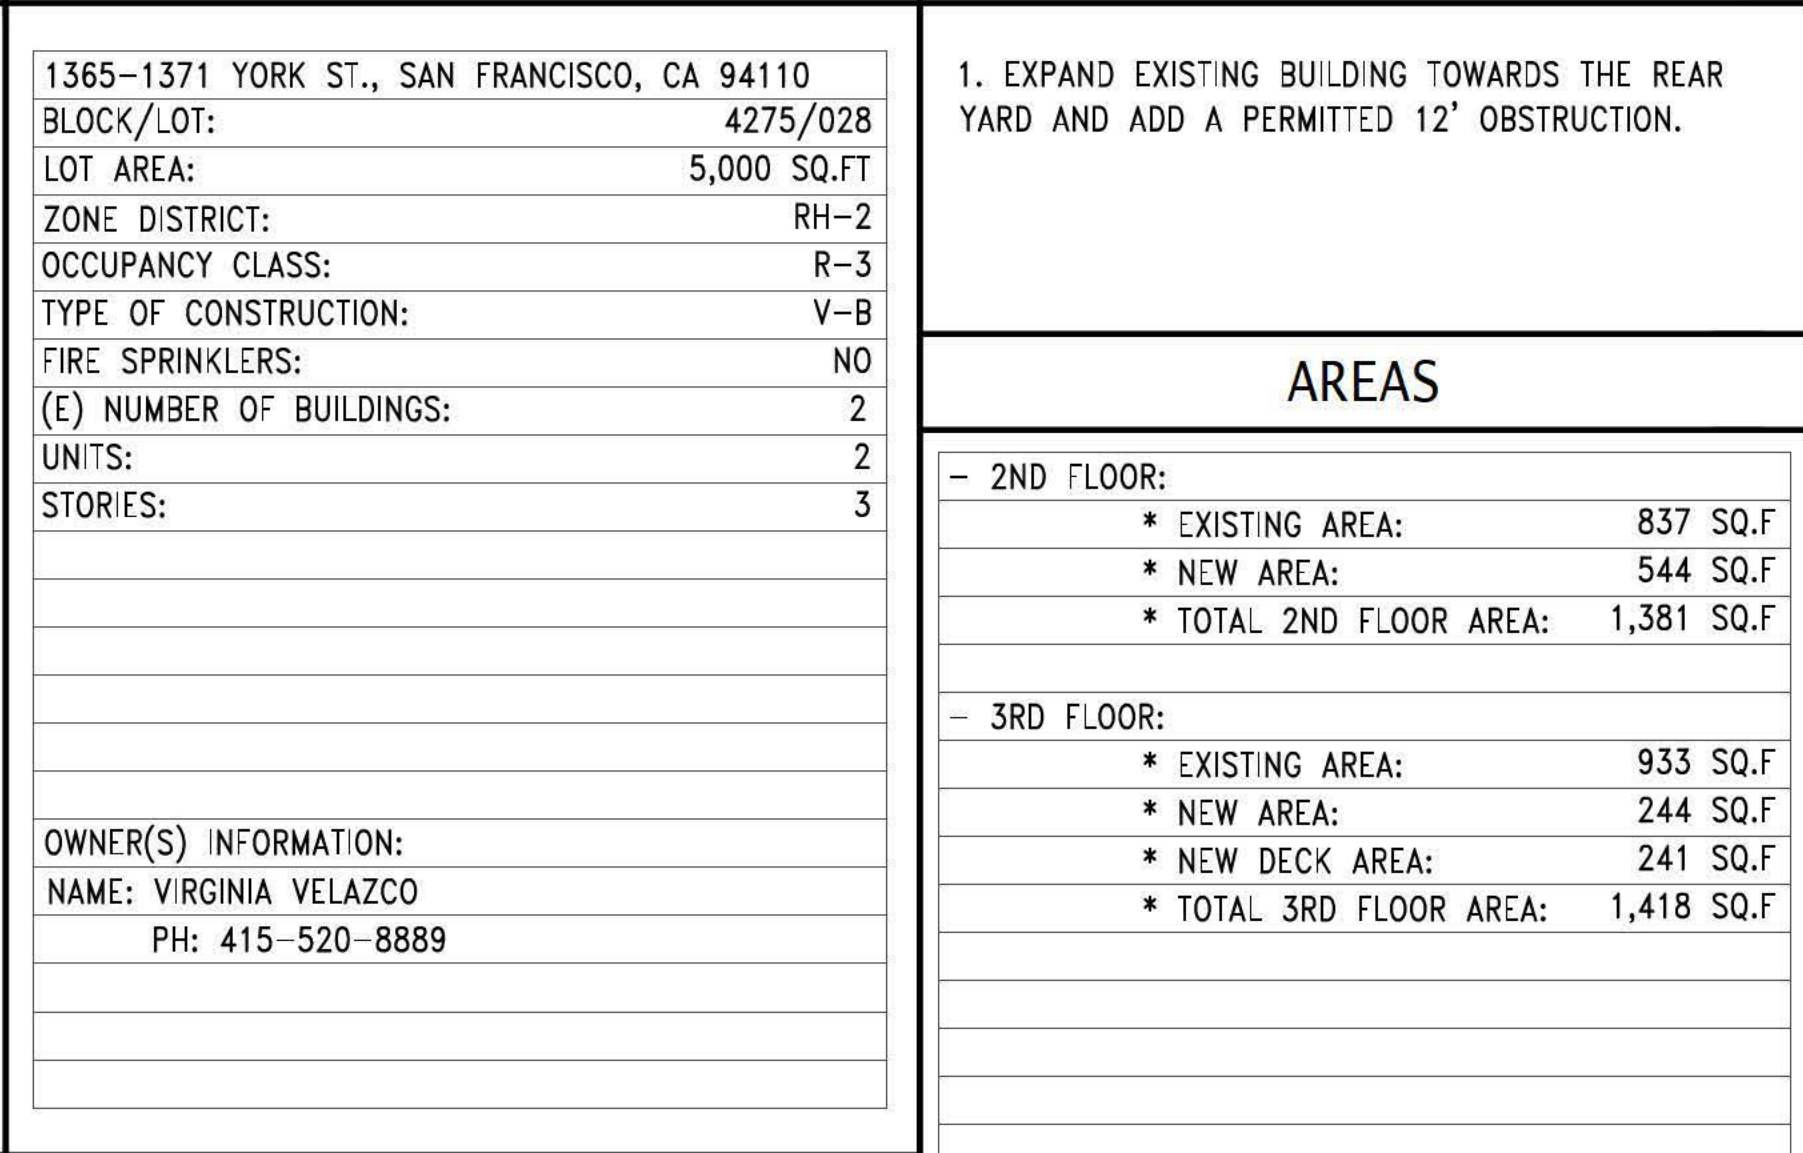 1365-1371 YORK ST., SAN FRANCISCO, CA 94110
BLOCK/LOT: 4275/028
LOT AREA: 5,000 SQ.FT
ZONE DISTRICT: RH-2
OCCUPANCY CLASS: R-3
TYPE OF CONSTRUCTION: V-B
FIRE SPRINKLERS: NO
(E) NUMBER OF BUILDINGS: 2
UNITS: 2
STORIES: 3
OWNER(S) INFORMATION:
NAME: VIRGINIA VELAZCO
PH: 415-520-8889
1. EXPAND EXISTING BUILDING TOWARDS THE REAR
YARD AND ADD A PERMITTED 12' OBSTRUCTION.
AREAS
- 2ND FLOOR:
* EXISTING AREA: 837 SQ.F
* NEW AREA: 544 SQ.F
* TOTAL 2ND FLOOR AREA: 1,381 SQ.F
- 3RD FLOOR:
* EXISTING AREA: 933 SQ.F
* NEW AREA: 244 SQ.F
* NEW DECK AREA: 241 SQ.F
* TOTAL 3RD FLOOR AREA: 1,418 SQ.F